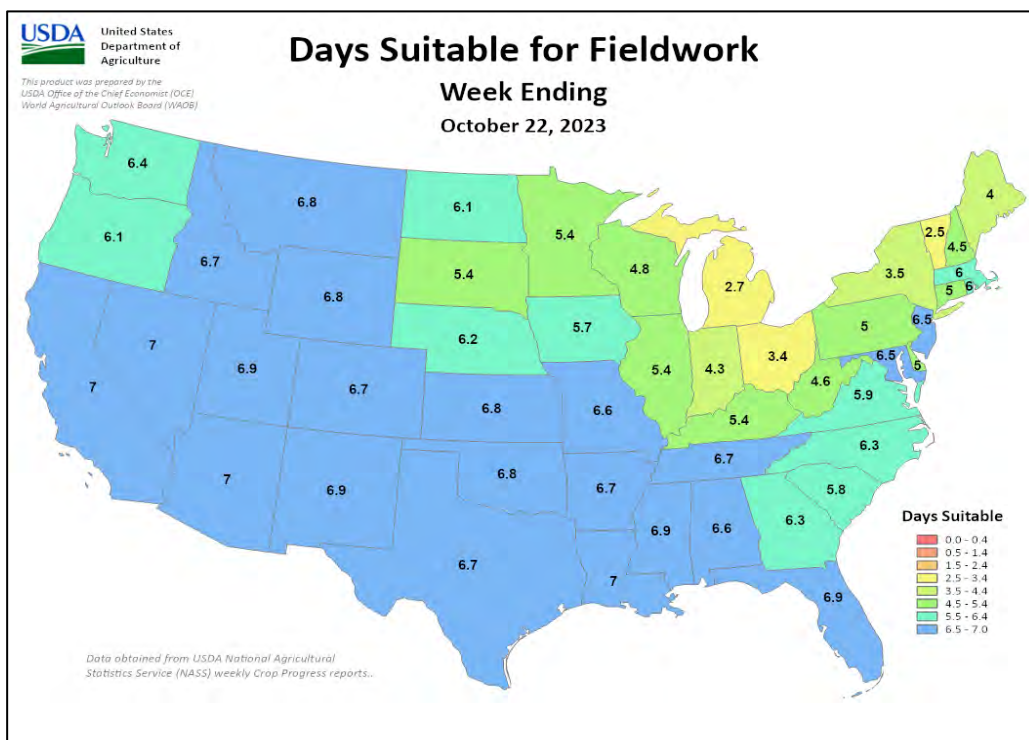 USDA
United States
Department of
Agriculture
This product was prepared by the
USDA Office of the Chief Economist (OCE)
World Agricultural Outlook Board (WAOB)
Days Suitable for Fieldwork
Week Ending
October 22, 2023
6.4
6.1
6.7
6.8
6.8
6.1
5.4
6.2
5.4
5.7
4.8
2.7
5.4
4.3
3.4
5
3.5
2.5
4.5
4
6
5
6
6.5
6.5
5
4.6
5.9
5.4
7
7
6.9
6.7
6.8
6.6
6.7
6.3
5.8
7
6.9
6.8
6.7
6.3
6.7
7
6.9
6.6
6.9
Days Suitable
0.0 - 0.4
0.5 - 1.4
1.5 - 2.4
2.5 - 3.4
3.5 - 4.4
4.5 - 5.4
5.5 - 6.4
6.5 - 7.0
Data obtained from USDA National Agricultural
Statistics Service (NASS) weekly Crop Progress reports..